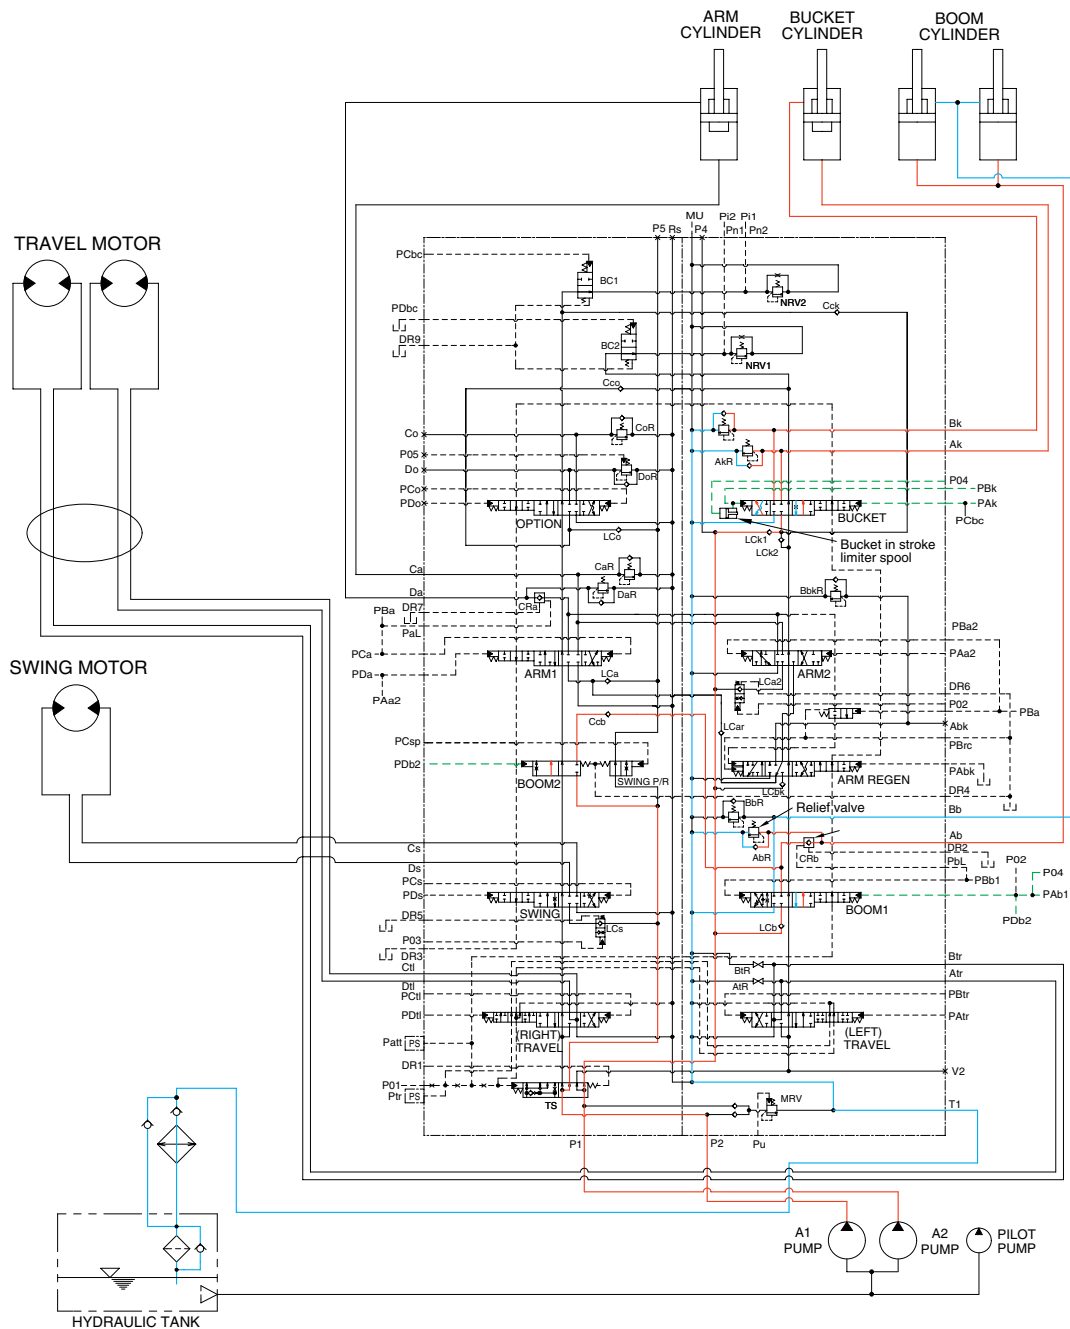 ARM
CYLINDER
BUCKET
CYLINDER
BOOM
CYLINDER
TRAVEL MOTOR
SWING MOTOR
P5 Rs
MU
P4
Pi2 Pi1
Pn1 Pn2
PCbc
BC1
NRV2
Cck
PDbc
DR9
BC2
NRV1
Cco
Co
CoR
Bk
P05
AkR
Ak
Do
DoR
P04
PCo
PBk
PDo
PAk
OPTION
BUCKET
PCbc
LCo
LCk1
LCk2
Bucket in stroke
limiter spool
Ca
CaR
Da
DaR
BbkR
CRa
PBa
DR7
PaL
PBa2
PCa
PAa2
PDa
ARM1
ARM2
PAa2
LCa
LCa2
DR6
P02
PBa
Ccb
LCar
Abk
PCsp
PBrc
PDb2
PAbk
BOOM2
SWING P/R
ARM REGEN
LCbk
DR4
BbR
Relief valve
Bb
AbR
CRb
Ab
Cs
DR2
Ds
PbL
P02
P04
PCs
PBb1
PDs
PAb1
SWING
BOOM1
PDb2
DR5
LCs
LCb
P03
DR3
Ctl
BtR
Btr
Dtl
AtR
Atr
PCtl
PBtr
PDtl
PAtr
(RIGHT)
TRAVEL
(LEFT)
TRAVEL
Patt
PS
DR1
V2
P01
Ptr
PS
TS
MRV
T1
P1
P2
Pu
A1
PUMP
A2
PUMP
PILOT
PUMP
HYDRAULIC TANK